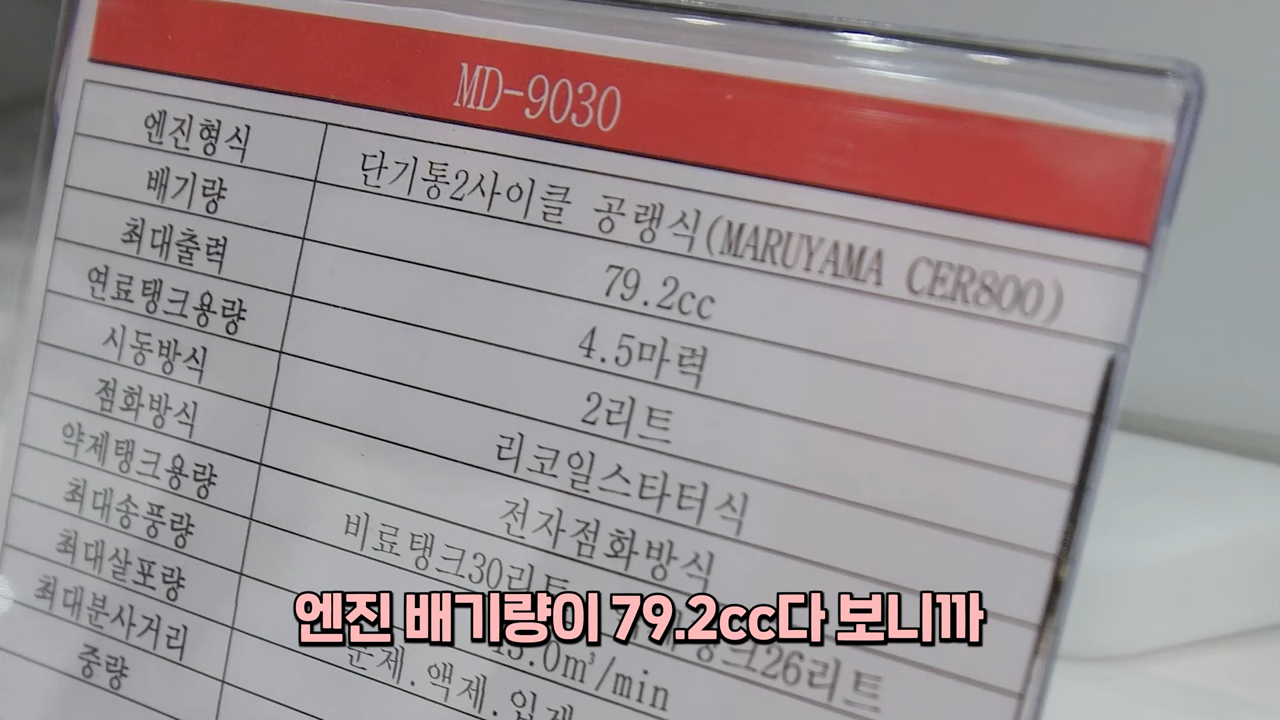 MD-9030
엔진형식 단기통2사이클 공랭식(MARUYAMA CER800)
배기량 79.2cc
최대출력 4.5마력
연료탱크용량 2리트
시동방식 리코일스타터식
점화방식 전자점화방식
약제탱크용량 비료탱크30리트 26리트
최대송풍량 m³/min
최대살포량 분제.액제.입제
최대분사거리
중량
엔진 배기량이 79.2cc다 보니까